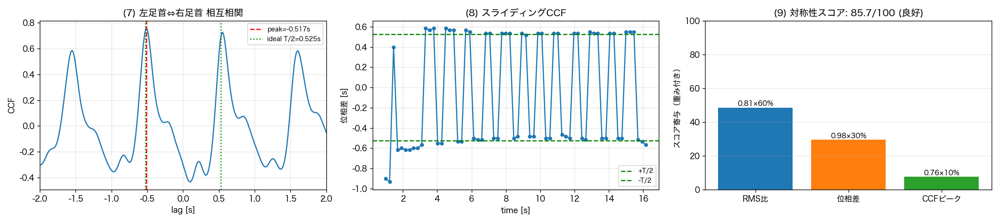 (7) 左足首⇔右足首 相互相関
CCF
0.8
0.6
0.4
0.2
0.0
-0.2
-0.4
peak=-0.517s
ideal T/2=0.525s
-2.0 -1.5 -1.0 -0.5 0.0 0.5 1.0 1.5 2.0
lag [s]
(8) スライディングCCF
位相差 [s]
0.6
0.4
0.2
0.0
-0.2
-0.4
-0.6
-0.8
-1.0
+T/2
-T/2
2 4 6 8 10 12 14 16
time [s]
(9) 対称性スコア: 85.7/100 (良好)
スコア寄与（重み付き）
100
80
60
40
20
0
0.81×60%
0.98×30%
0.76×10%
RMS比 位相差 CCFピーク